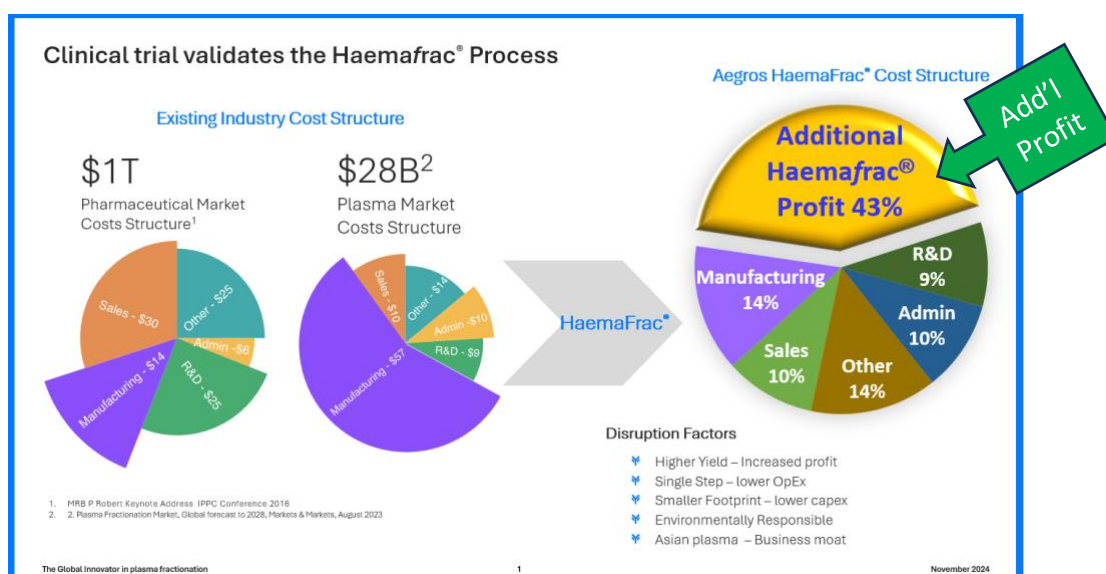 Clinical trial validates the Haemafrac® Process
Existing Industry Cost Structure
$1T
Pharmaceutical Market
Costs Structure¹
Sales - $30
Other - $25
Admin -$6
R&D - $25
Manufacturing - $14
$28B²
Plasma Market
Costs Structure
Sales - $10
Other - $14
Admin - $10
R&D - $9
Manufacturing - $57
HaemaFrac®
Aegros HaemaFrac® Cost Structure
Add'l
Profit
Additional
Haemafrac®
Profit 43%
R&D
9%
Admin
10%
Other
14%
Sales
10%
Manufacturing
14%
Disruption Factors
Higher Yield – Increased profit
Single Step – lower OpEx
Smaller Footprint – lower capex
Environmentally Responsible
Asian plasma – Business moat
1. MRB P Robert Keynote Address IPPC Conference 2016
2. 2. Plasma Fractionation Market, Global forecast to 2028, Markets & Markets, August 2023
The Global Innovator in plasma fractionation
1
November 2024